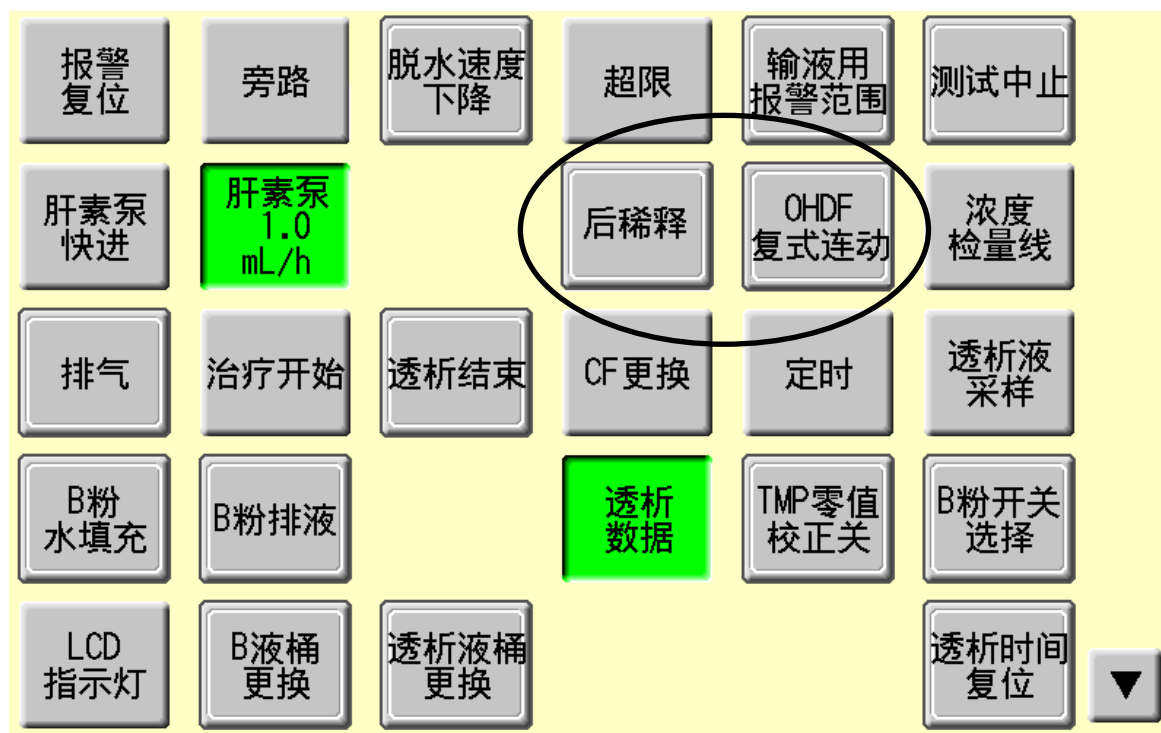 报警
复位
旁路
脱水速度
下降
超限
输液用
报警范围
测试中止
肝素泵
快进
肝素泵
1.0
mL/h
后稀释
OHDF
复式连动
浓度
检量线
排气
治疗开始
透析结束
CF更换
定时
透析液
采样
B粉
水填充
B粉排液
透析
数据
TMP零值
校正关
B粉开关
选择
LCD
指示灯
B液桶
更换
透析液桶
更换
透析时间
复位
▼